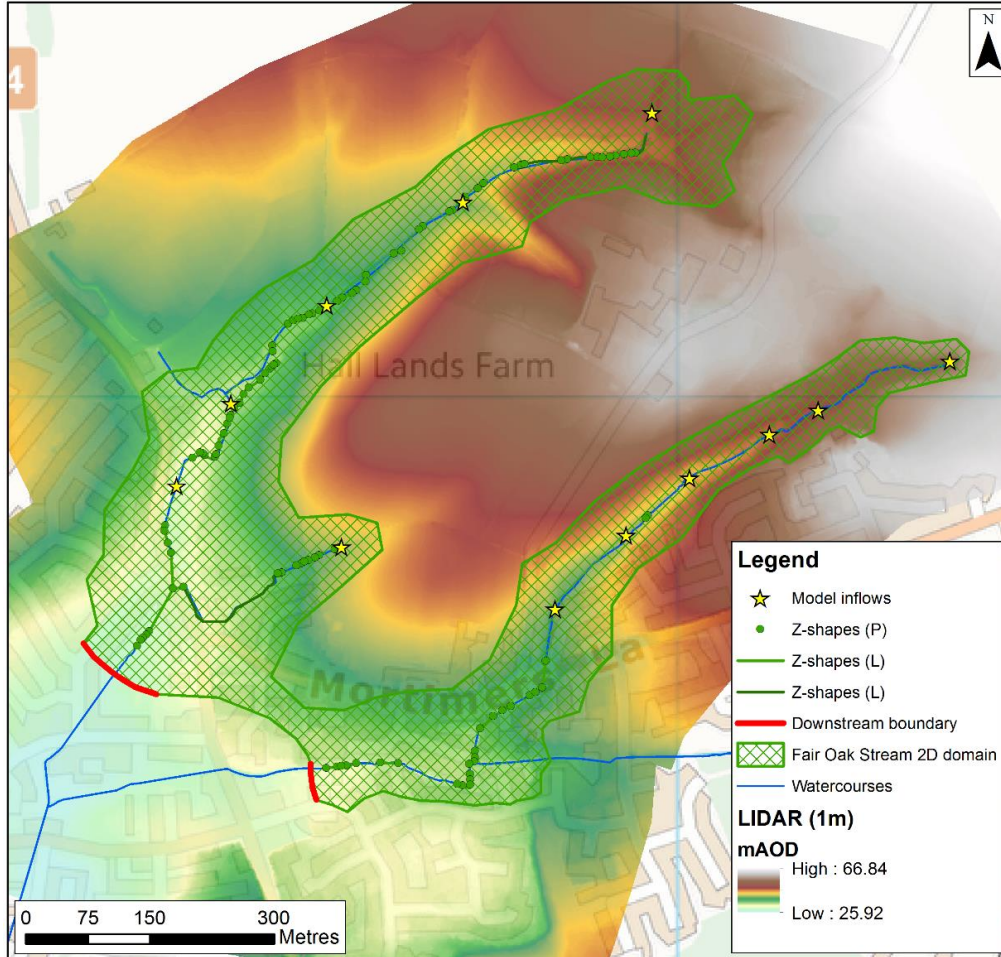 N
4
Hall Lands Farm
Legend
Model inflows
Z-shapes (P)
Z-shapes (L)
Z-shapes (L)
Downstream boundary
Fair Oak Stream 2D domain
Watercourses
LIDAR (1m)
mAOD
High : 66.84
Low : 25.92
0 75 150 300
Metres